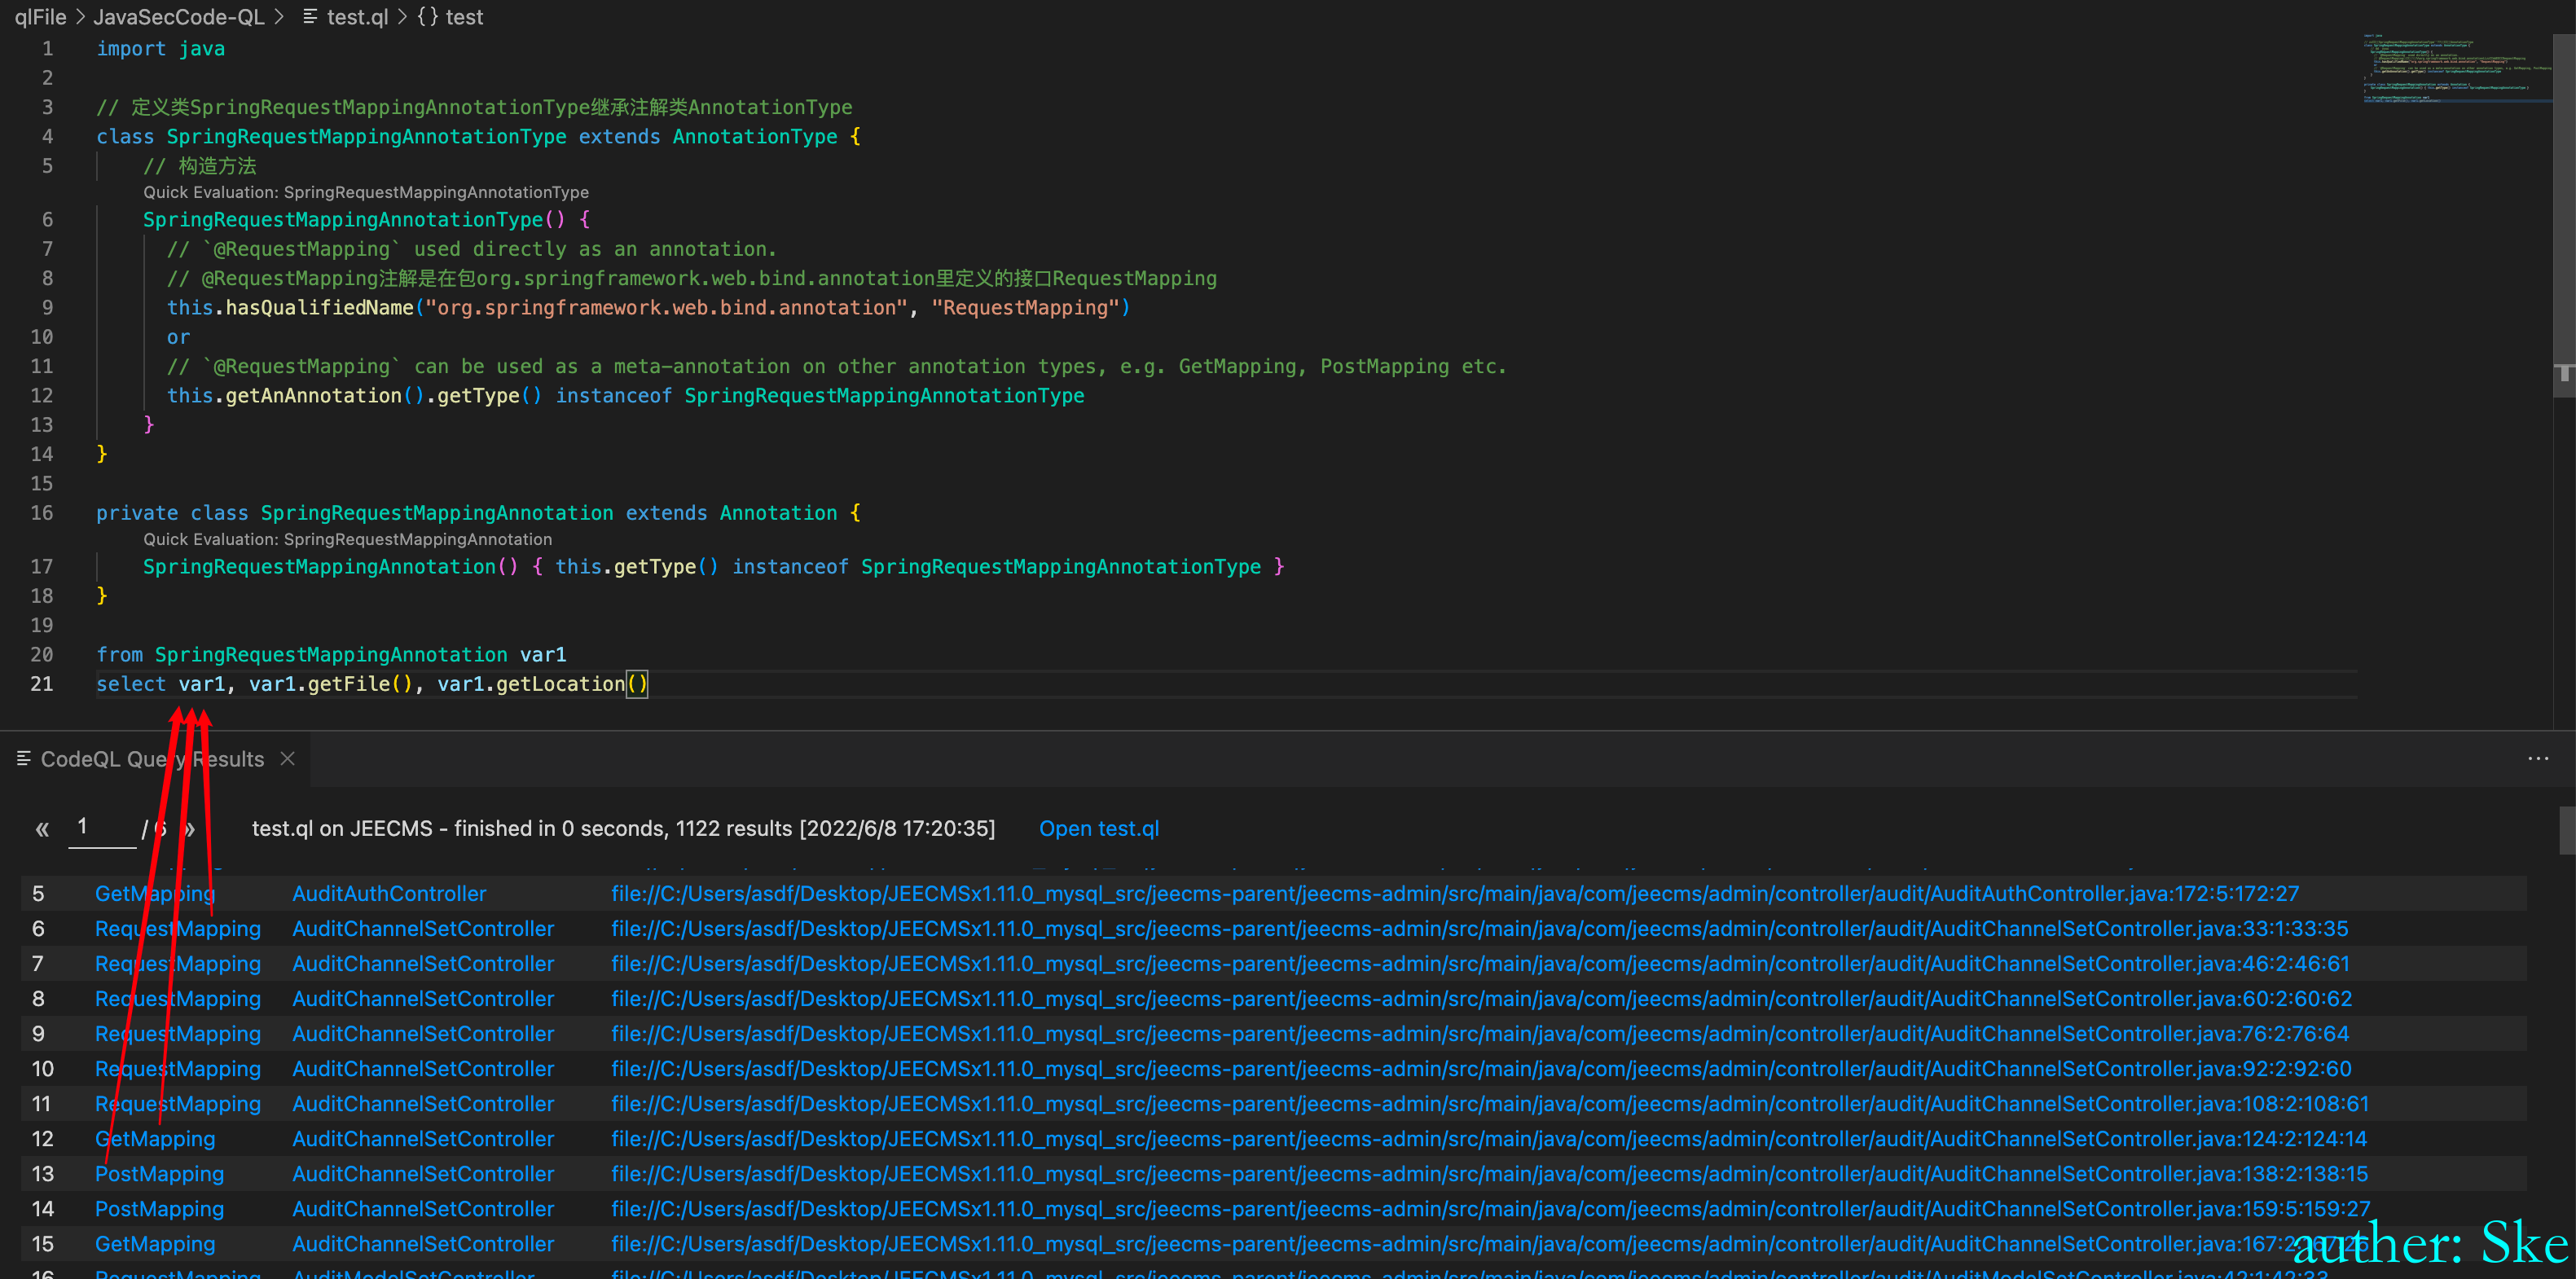 qlFile > JavaSecCode-QL > test.ql > {} test
1 import java
2
3 // 定义类SpringRequestMappingAnnotationType继承注解类AnnotationType
4 class SpringRequestMappingAnnotationType extends AnnotationType {
5 // 构造方法
Quick Evaluation: SpringRequestMappingAnnotationType
6 SpringRequestMappingAnnotationType() {
7 // `@RequestMapping` used directly as an annotation.
8 // @RequestMapping注解是在包org.springframework.web.bind.annotation里定义的接口RequestMapping
9 this.hasQualifiedName("org.springframework.web.bind.annotation", "RequestMapping")
10 or
11 // `@RequestMapping` can be used as a meta-annotation on other annotation types, e.g. GetMapping, PostMapping etc.
12 this.getAnAnnotation().getType() instanceof SpringRequestMappingAnnotationType
13 }
14 }
15
16 private class SpringRequestMappingAnnotation extends Annotation {
Quick Evaluation: SpringRequestMappingAnnotation
17 SpringRequestMappingAnnotation() { this.getType() instanceof SpringRequestMappingAnnotationType }
18 }
19
20 from SpringRequestMappingAnnotation var1
21 select var1, var1.getFile(), var1.getLocation()
CodeQL Query Results
« 1 / 6 » test.ql on JEECMS - finished in 0 seconds, 1122 results [2022/6/8 17:20:35] Open test.ql
5 GetMapping AuditAuthController file://C:/Users/asdf/Desktop/JEECMSx1.11.0_mysql_src/jeecms-parent/jeecms-admin/src/main/java/com/jeecms/admin/controller/audit/AuditAuthController.java:172:5:172:27
6 RequestMapping AuditChannelSetController file://C:/Users/asdf/Desktop/JEECMSx1.11.0_mysql_src/jeecms-parent/jeecms-admin/src/main/java/com/jeecms/admin/controller/audit/AuditChannelSetController.java:33:1:33:35
7 RequestMapping AuditChannelSetController file://C:/Users/asdf/Desktop/JEECMSx1.11.0_mysql_src/jeecms-parent/jeecms-admin/src/main/java/com/jeecms/admin/controller/audit/AuditChannelSetController.java:46:2:46:61
8 RequestMapping AuditChannelSetController file://C:/Users/asdf/Desktop/JEECMSx1.11.0_mysql_src/jeecms-parent/jeecms-admin/src/main/java/com/jeecms/admin/controller/audit/AuditChannelSetController.java:60:2:60:62
9 RequestMapping AuditChannelSetController file://C:/Users/asdf/Desktop/JEECMSx1.11.0_mysql_src/jeecms-parent/jeecms-admin/src/main/java/com/jeecms/admin/controller/audit/AuditChannelSetController.java:76:2:76:64
10 RequestMapping AuditChannelSetController file://C:/Users/asdf/Desktop/JEECMSx1.11.0_mysql_src/jeecms-parent/jeecms-admin/src/main/java/com/jeecms/admin/controller/audit/AuditChannelSetController.java:92:2:92:60
11 RequestMapping AuditChannelSetController file://C:/Users/asdf/Desktop/JEECMSx1.11.0_mysql_src/jeecms-parent/jeecms-admin/src/main/java/com/jeecms/admin/controller/audit/AuditChannelSetController.java:108:2:108:61
12 GetMapping AuditChannelSetController file://C:/Users/asdf/Desktop/JEECMSx1.11.0_mysql_src/jeecms-parent/jeecms-admin/src/main/java/com/jeecms/admin/controller/audit/AuditChannelSetController.java:124:2:124:14
13 PostMapping AuditChannelSetController file://C:/Users/asdf/Desktop/JEECMSx1.11.0_mysql_src/jeecms-parent/jeecms-admin/src/main/java/com/jeecms/admin/controller/audit/AuditChannelSetController.java:138:2:138:15
14 PostMapping AuditChannelSetController file://C:/Users/asdf/Desktop/JEECMSx1.11.0_mysql_src/jeecms-parent/jeecms-admin/src/main/java/com/jeecms/admin/controller/audit/AuditChannelSetController.java:159:5:159:27
15 GetMapping AuditChannelSetController file://C:/Users/asdf/Desktop/JEECMSx1.11.0_mysql_src/jeecms-parent/jeecms-admin/src/main/java/com/jeecms/admin/controller/audit/AuditChannelSetController.java:167:2
auther: Ske
16 RequestMapping AuditModelSetController file://C:/Users/asdf/Desktop/JEECMSx1.11.0_mysql_src/jeecms-parent/jeecms-admin/src/main/java/com/jeecms/admin/controller/audit/AuditModelSetController.java:42:1:42:33